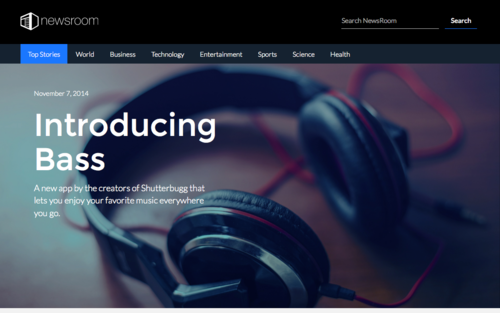 newsroom
Search NewsRoom
Search
Top Stories
World
Business
Technology
Entertainment
Sports
Science
Health
November 7, 2014
Introducing
Bass
A new app by the creators of Shutterbugg that
lets you enjoy your favorite music everywhere
you go.